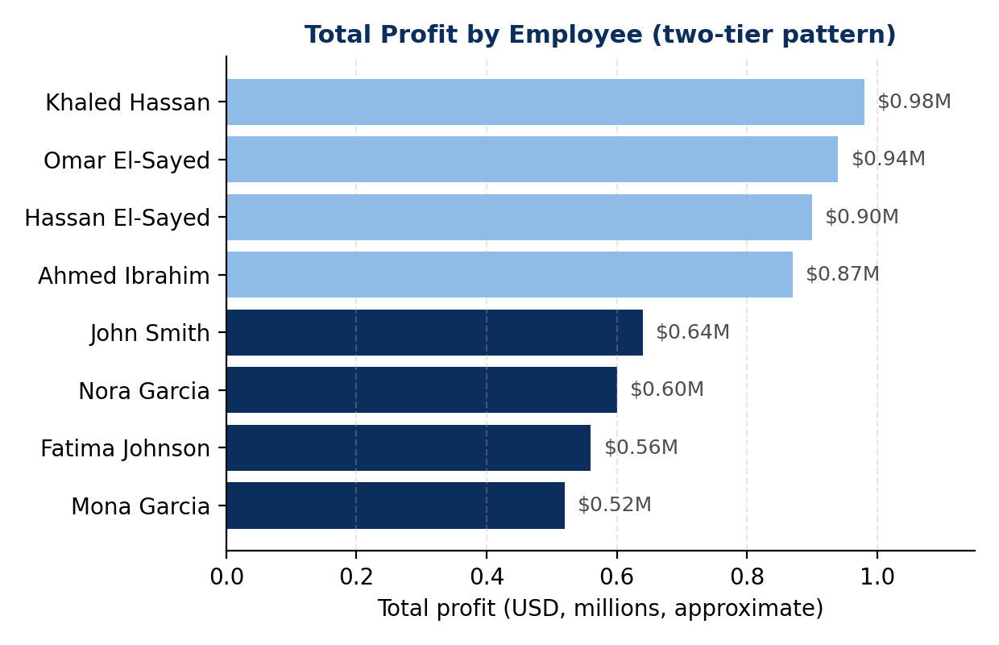 Total Profit by Employee (two-tier pattern)
Khaled Hassan $0.98M
Omar El-Sayed $0.94M
Hassan El-Sayed $0.90M
Ahmed Ibrahim $0.87M
John Smith $0.64M
Nora Garcia $0.60M
Fatima Johnson $0.56M
Mona Garcia $0.52M
0.0 0.2 0.4 0.6 0.8 1.0
Total profit (USD, millions, approximate)